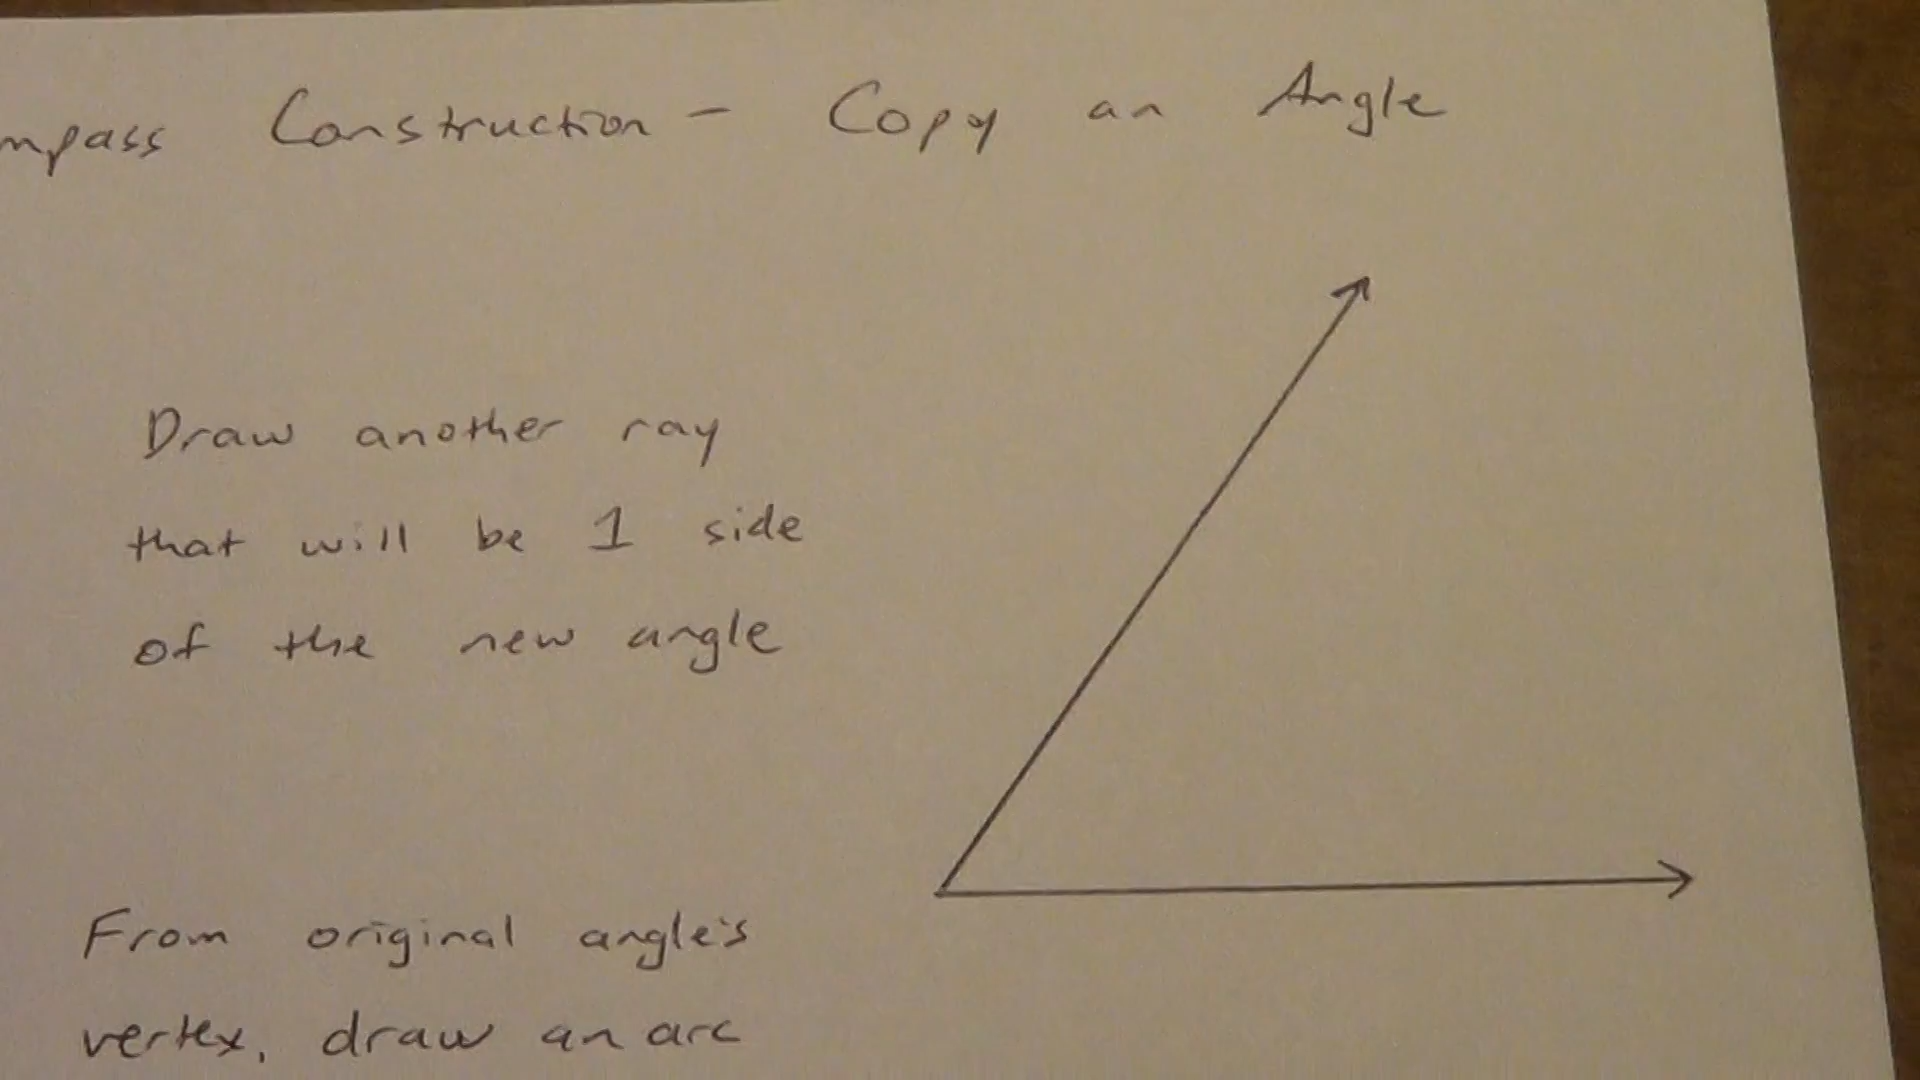 mpass Construction - Copy an Angle
Draw another ray
that will be 1 side
of the new angle
From original angle's
vertex, draw an arc